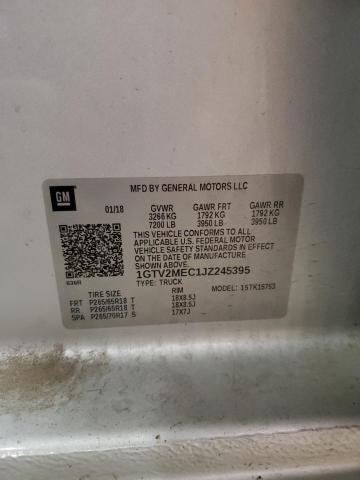 GM
MFD BY GENERAL MOTORS LLC
01/18 GVWR GAWR FRT GAWR RR
3266 KG 1792 KG 1792 KG
7200 LB 3950 LB 3950 LB
THIS VEHICLE CONFORMS TO ALL
APPLICABLE U.S. FEDERAL MOTOR
VEHICLE SAFETY STANDARDS IN EFFECT
ON THE DATE OF MANUFACTURE
SHOWN ABOVE.
1GTV2MEC1JZ245395
TYPE: TRUCK
TIRE SIZE RIM MODEL: 15TK15753
FRT P265/65R18 T 18X8.5J
RR P265/65R18 T 18X8.5J
SPA P265/70R17 S 17X7J